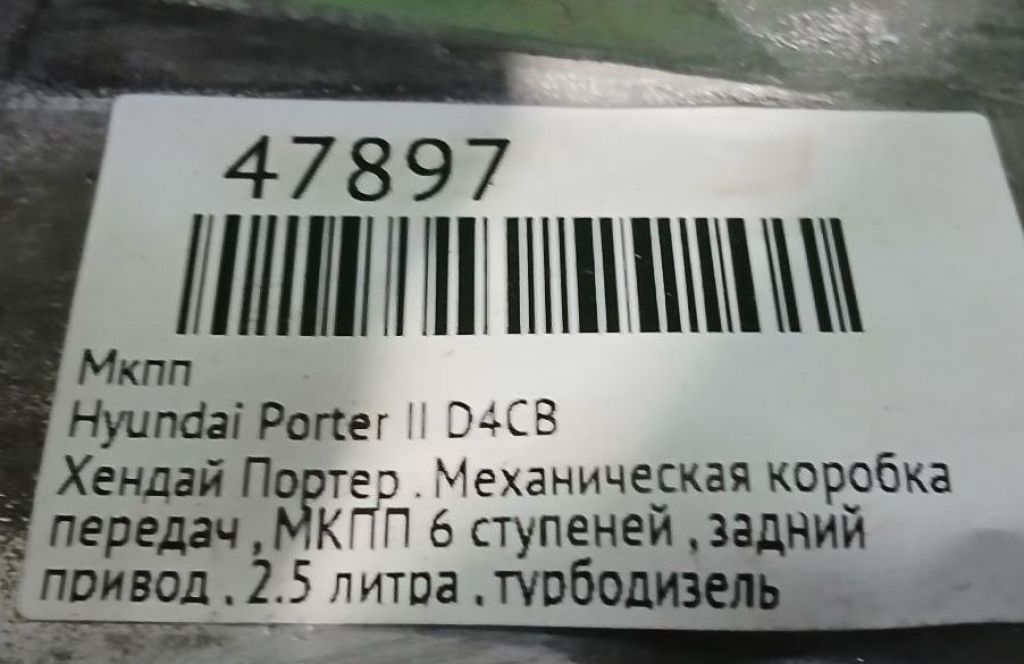 47897
Мкпп
Hyundai Porter II D4CB
Хендай Портер . Механическая коробка
передач , МКПП 6 ступеней , задний
привод . 2.5 литра . турбодизель